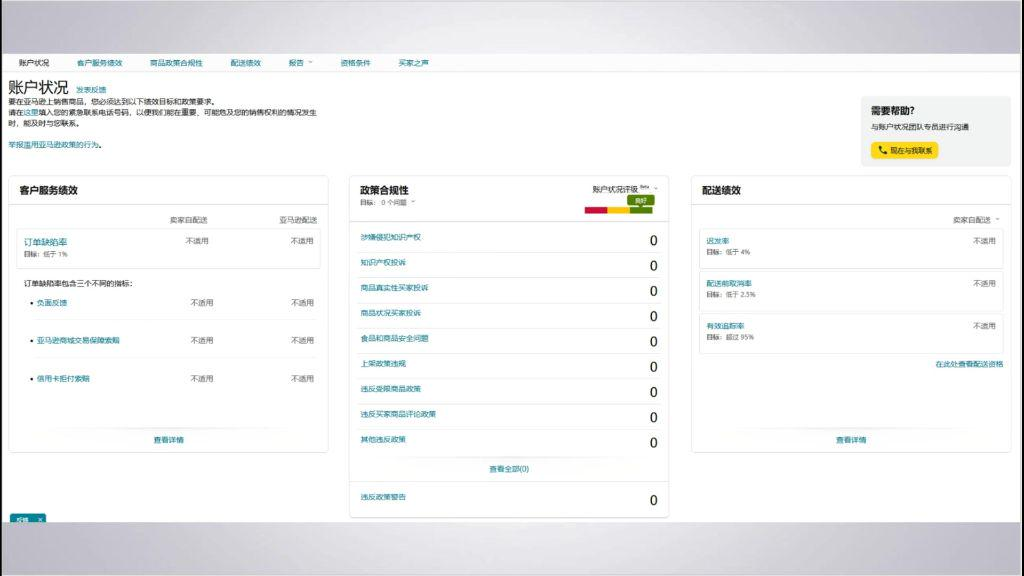 账户状况 客户服务绩效 商品政策合规性 配送绩效 报告 资格条件 买家之声
账户状况 发表反馈
要在亚马逊上销售商品，您必须达到以下绩效目标和政策要求。
请在这里填入您的紧急联系电话号码，以便我们能在重要、可能危及您的销售权利的情况发生
时，能及时与您联系。
举报滥用亚马逊政策的行为。
需要帮助?
与账户状况团队专员进行沟通
现在与我联系
客户服务绩效
卖家自配送 亚马逊配送
订单缺陷率 不适用 不适用
目标：低于 1%
订单缺陷率包含三个不同的指标：
• 负面反馈 不适用 不适用
• 亚马逊商城交易保障索赔 不适用 不适用
• 信用卡拒付索赔 不适用 不适用
查看详情
政策合规性
目标：0 个问题
账户状况评级 Beta
良好
涉嫌侵犯知识产权 0
知识产权投诉 0
商品真实性买家投诉 0
商品状况买家投诉 0
食品和商品安全问题 0
上架政策违规 0
违反受限商品政策 0
违反买家商品评论政策 0
其他违反政策 0
查看全部(0)
违反政策警告 0
配送绩效
卖家自配送
迟发率 不适用
目标：低于 4%
配送前取消率 不适用
目标：低于 2.5%
有效追踪率 不适用
目标：超过 95%
在此处查看配送资格
查看详情
反馈 ×